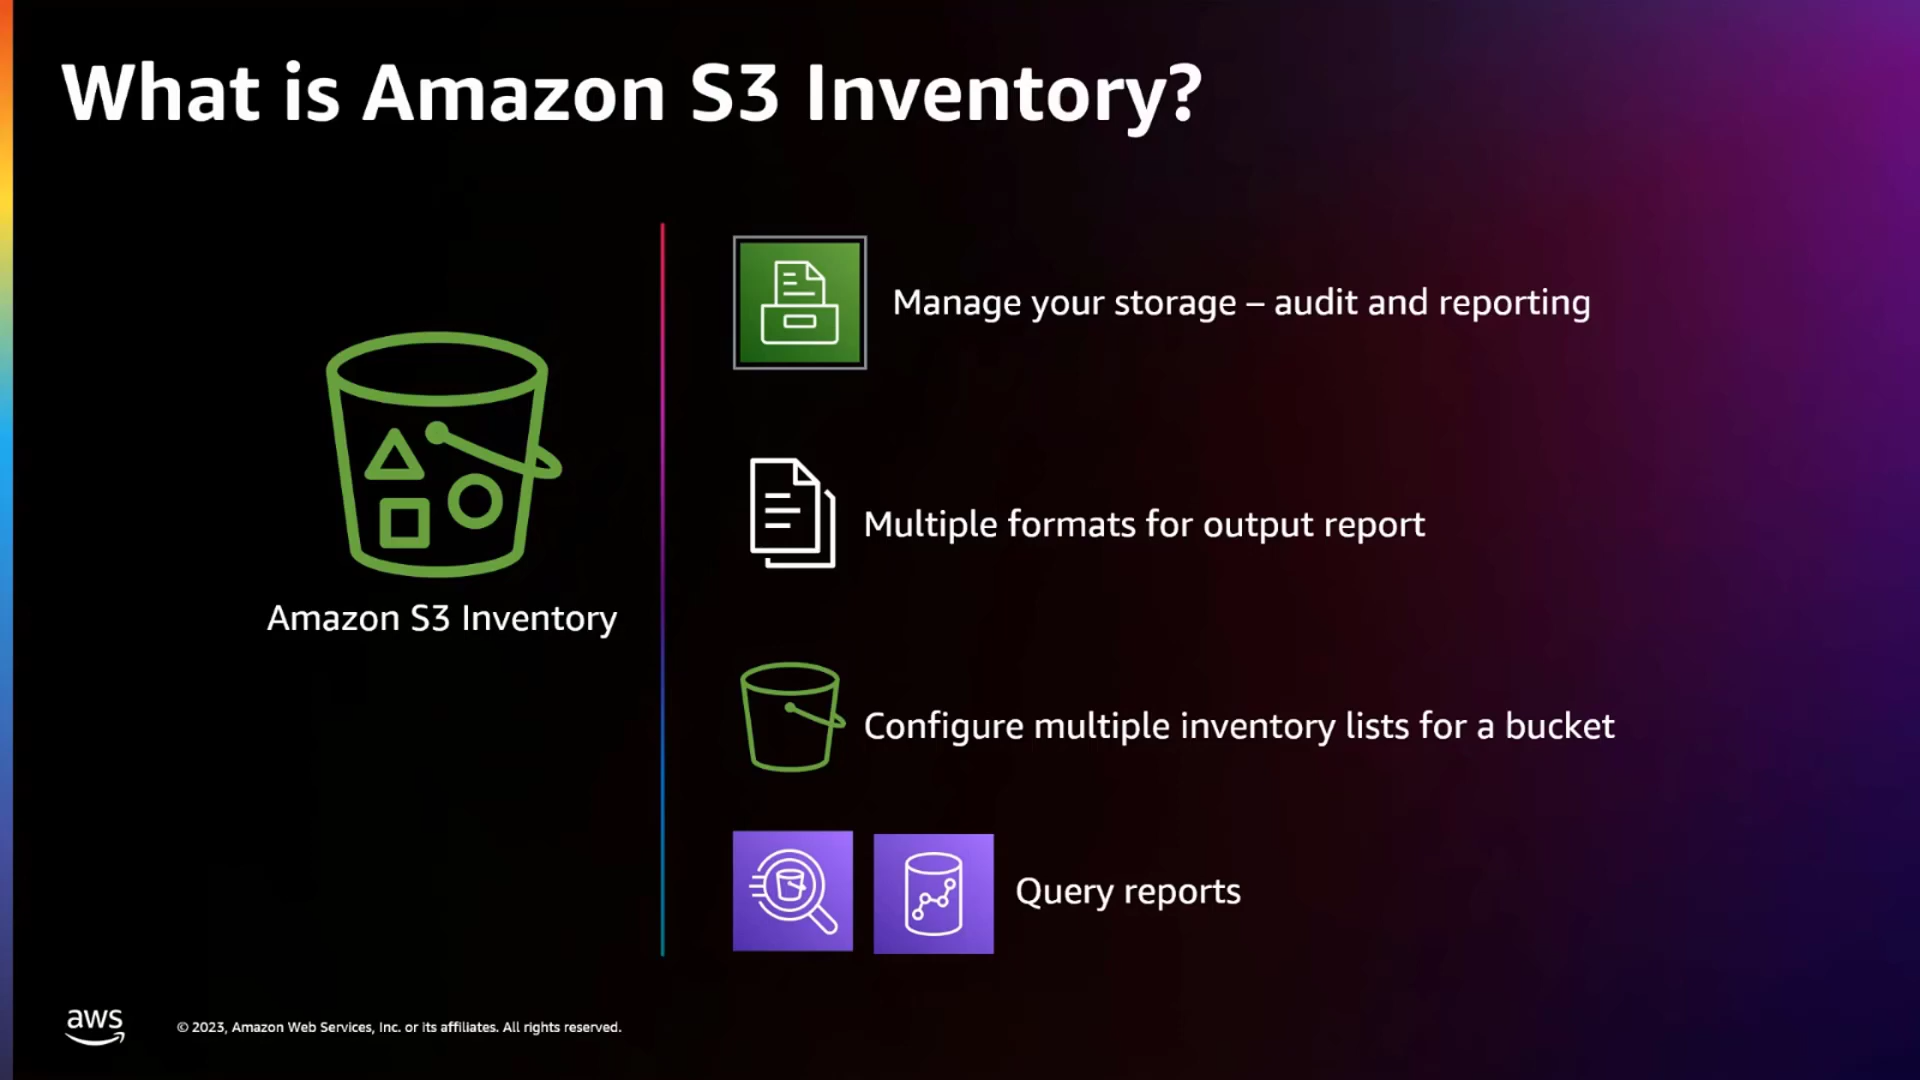 What is Amazon S3 Inventory?
Amazon S3 Inventory
Manage your storage – audit and reporting
Multiple formats for output report
Configure multiple inventory lists for a bucket
Query reports
aws
© 2023, Amazon Web Services, Inc. or its affiliates. All rights reserved.